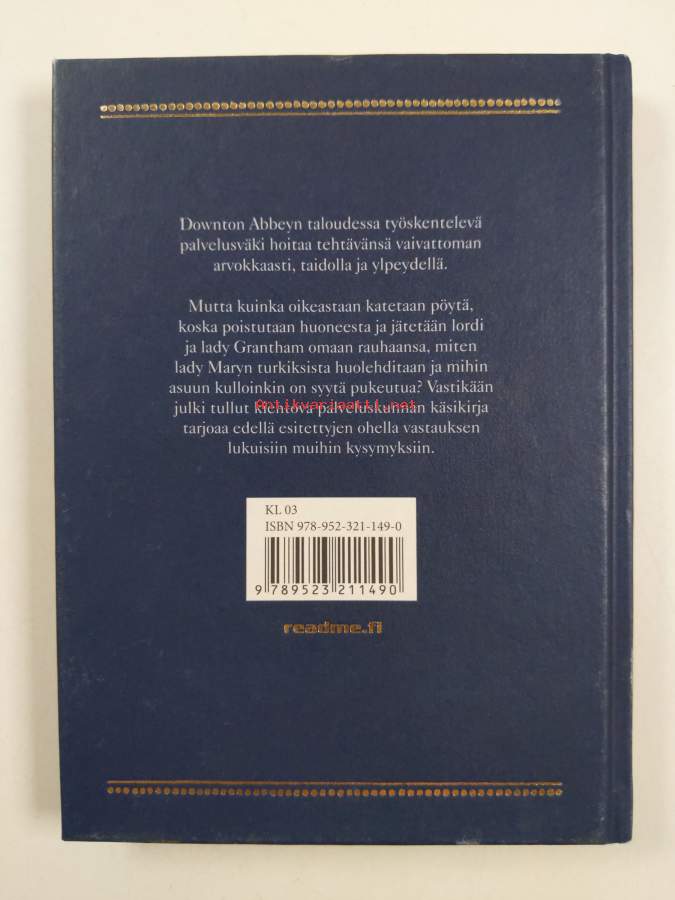 Downton Abbeyn taloudessa työskentelevä
palvelusväki hoitaa tehtävänsä vaivattoman
arvokkaasti, taidolla ja ylpeydellä.
Mutta kuinka oikeastaan katetaan pöytä,
koska poistutaan huoneesta ja jätetään lordi
ja lady Grantham omaan rauhaansa, miten
lady Maryn turkiksista huolehditaan ja mihin
asuun kulloinkin on syytä pukeutua? Vastikään
Antikvariaatti.net
julki tullut kiehtova palveluskunnan käsikirja
tarjoaa edellä esitettyjen ohella vastauksen
lukuisiin muihin kysymyksiin.
KL 03
ISBN 978-952-321-149-0
9 789523 211490
readme.fi